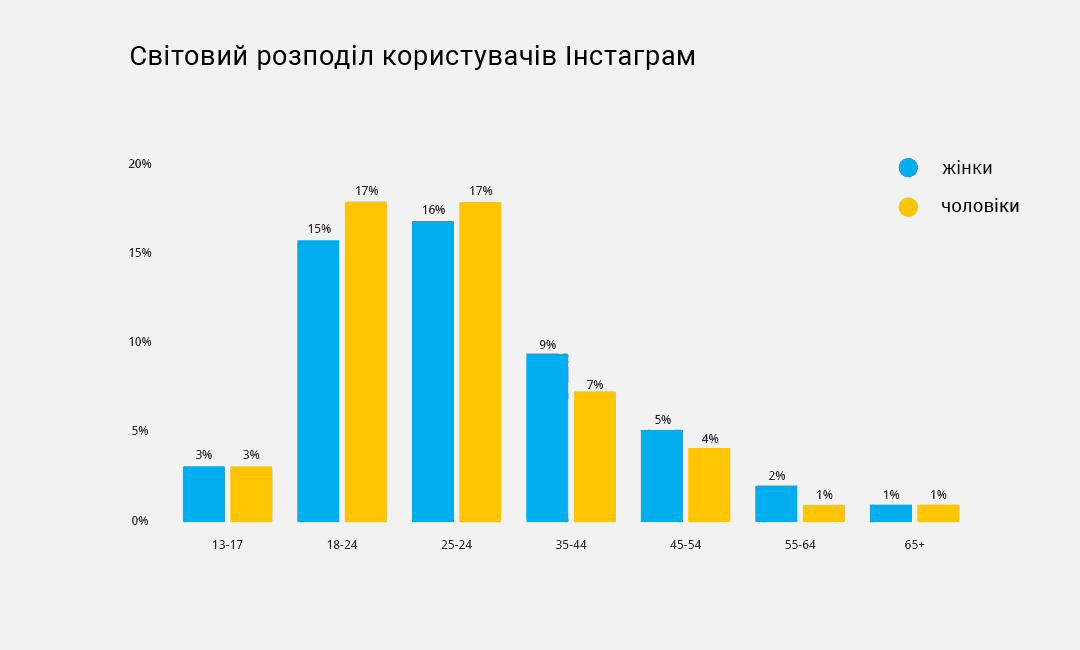 Світовий розподіл користувачів Інстаграм
жінки
чоловіки
20%
15%
10%
5%
0%
3% 3% 15% 17% 16% 17% 9% 7% 5% 4% 2% 1% 1% 1%
13-17 18-24 25-24 35-44 45-54 55-64 65+